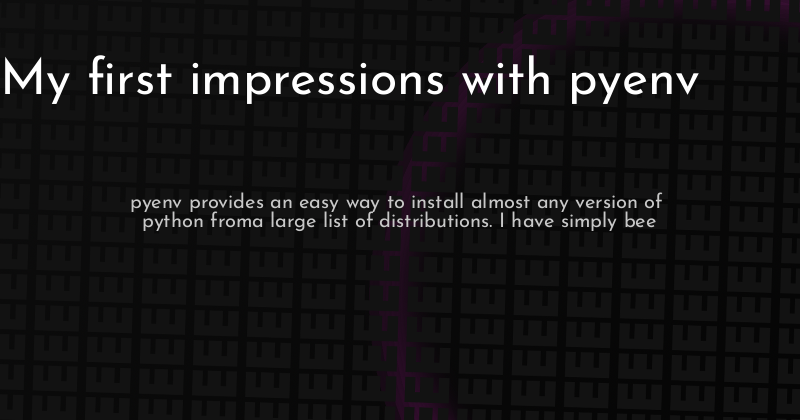 My first impressions with pyenv
pyenv provides an easy way to install almost any version of
python froma large list of distributions. I have simply bee